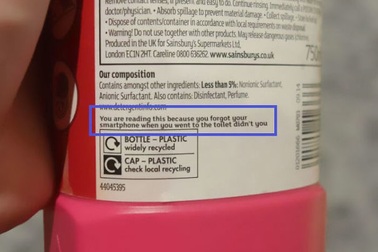 Remove contact lenses, if present and easy to do. Continue rinsing. Immediately call a
doctor/physician. • Absorb spillage to prevent material damage. • Collect spillage.
• Dispose of contents/container in accordance with local requirements
• Warning! Do not use together with other products. May release dangerous gases (chlorine).
Produced in the UK for Sainsbury's Supermarkets Ltd,
London EC1N 2HT. Careline 0800 636262. www.sainsburys.co.uk
750m
Our composition
Contains amongst other ingredients: Less than 5%: Nonionic Surfactant,
Anionic Surfactant. Also contains: Disinfectant, Perfume.
www.detergentinfo.com
You are reading this because you forgot your
smartphone when you went to the toilet didn't you
BOTTLE – PLASTIC
widely recycled
CAP – PLASTIC
check local recycling
44045395